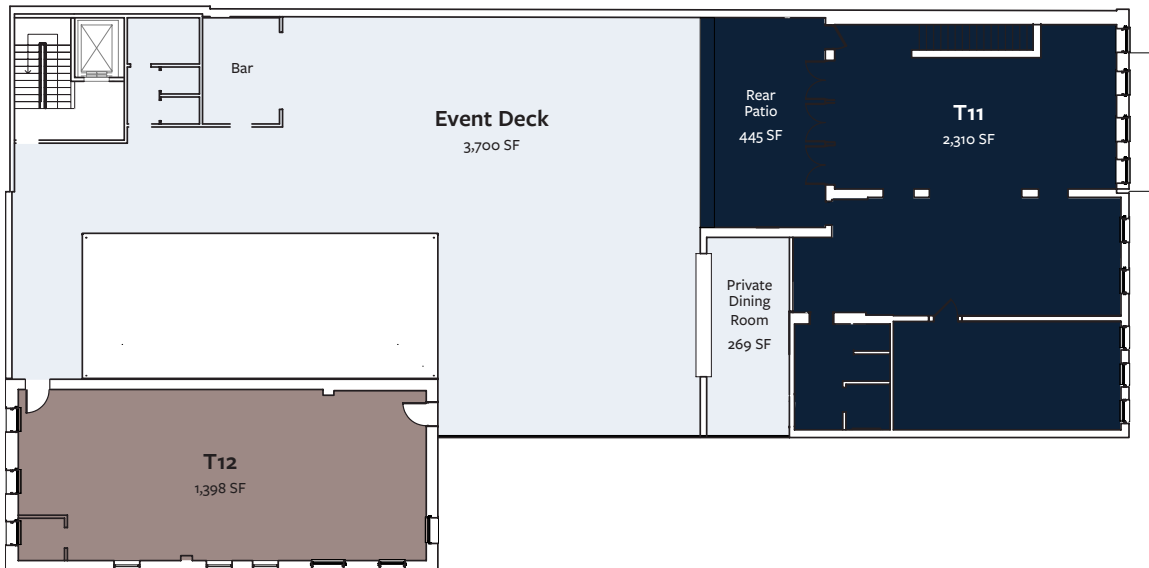 Bar
Event Deck
3,700 SF
Rear
Patio
445 SF
T11
2,310 SF
Private
Dining
Room
269 SF
T12
1,398 SF